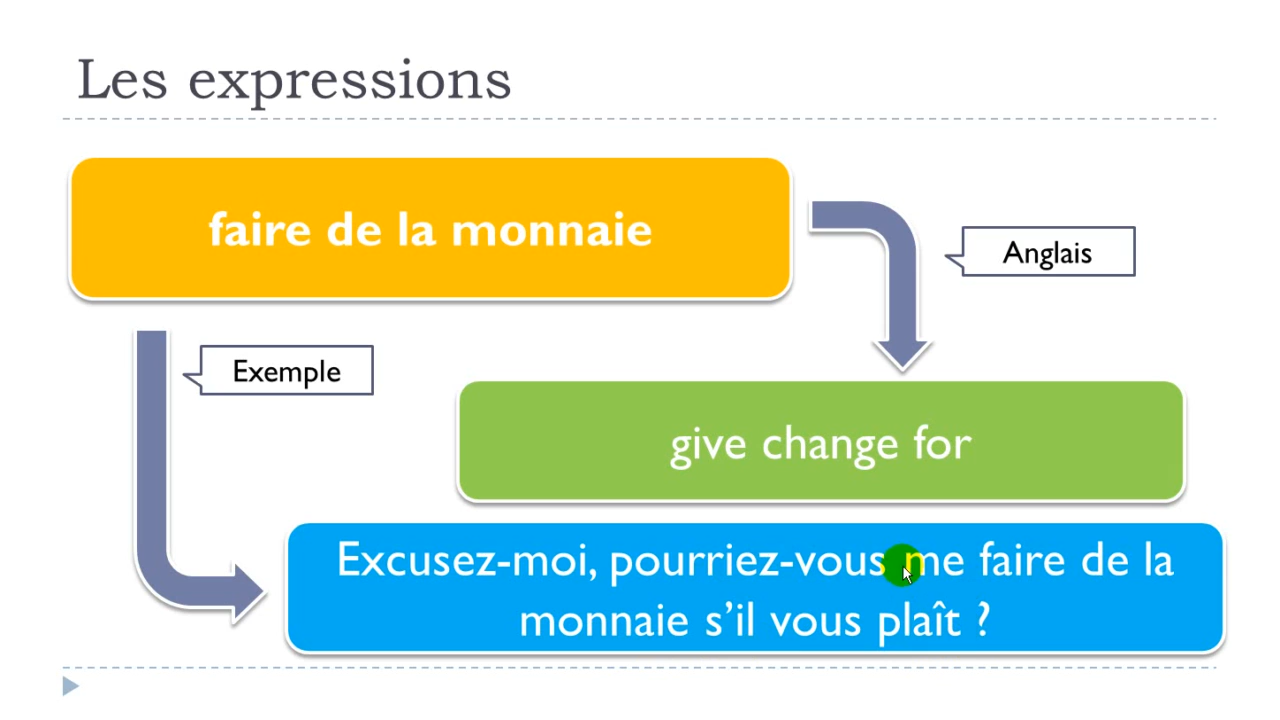 Les expressions
faire de la monnaie
Anglais
Exemple
give change for
Excusez-moi, pourriez-vous me faire de la
monnaie s’il vous plaît ?